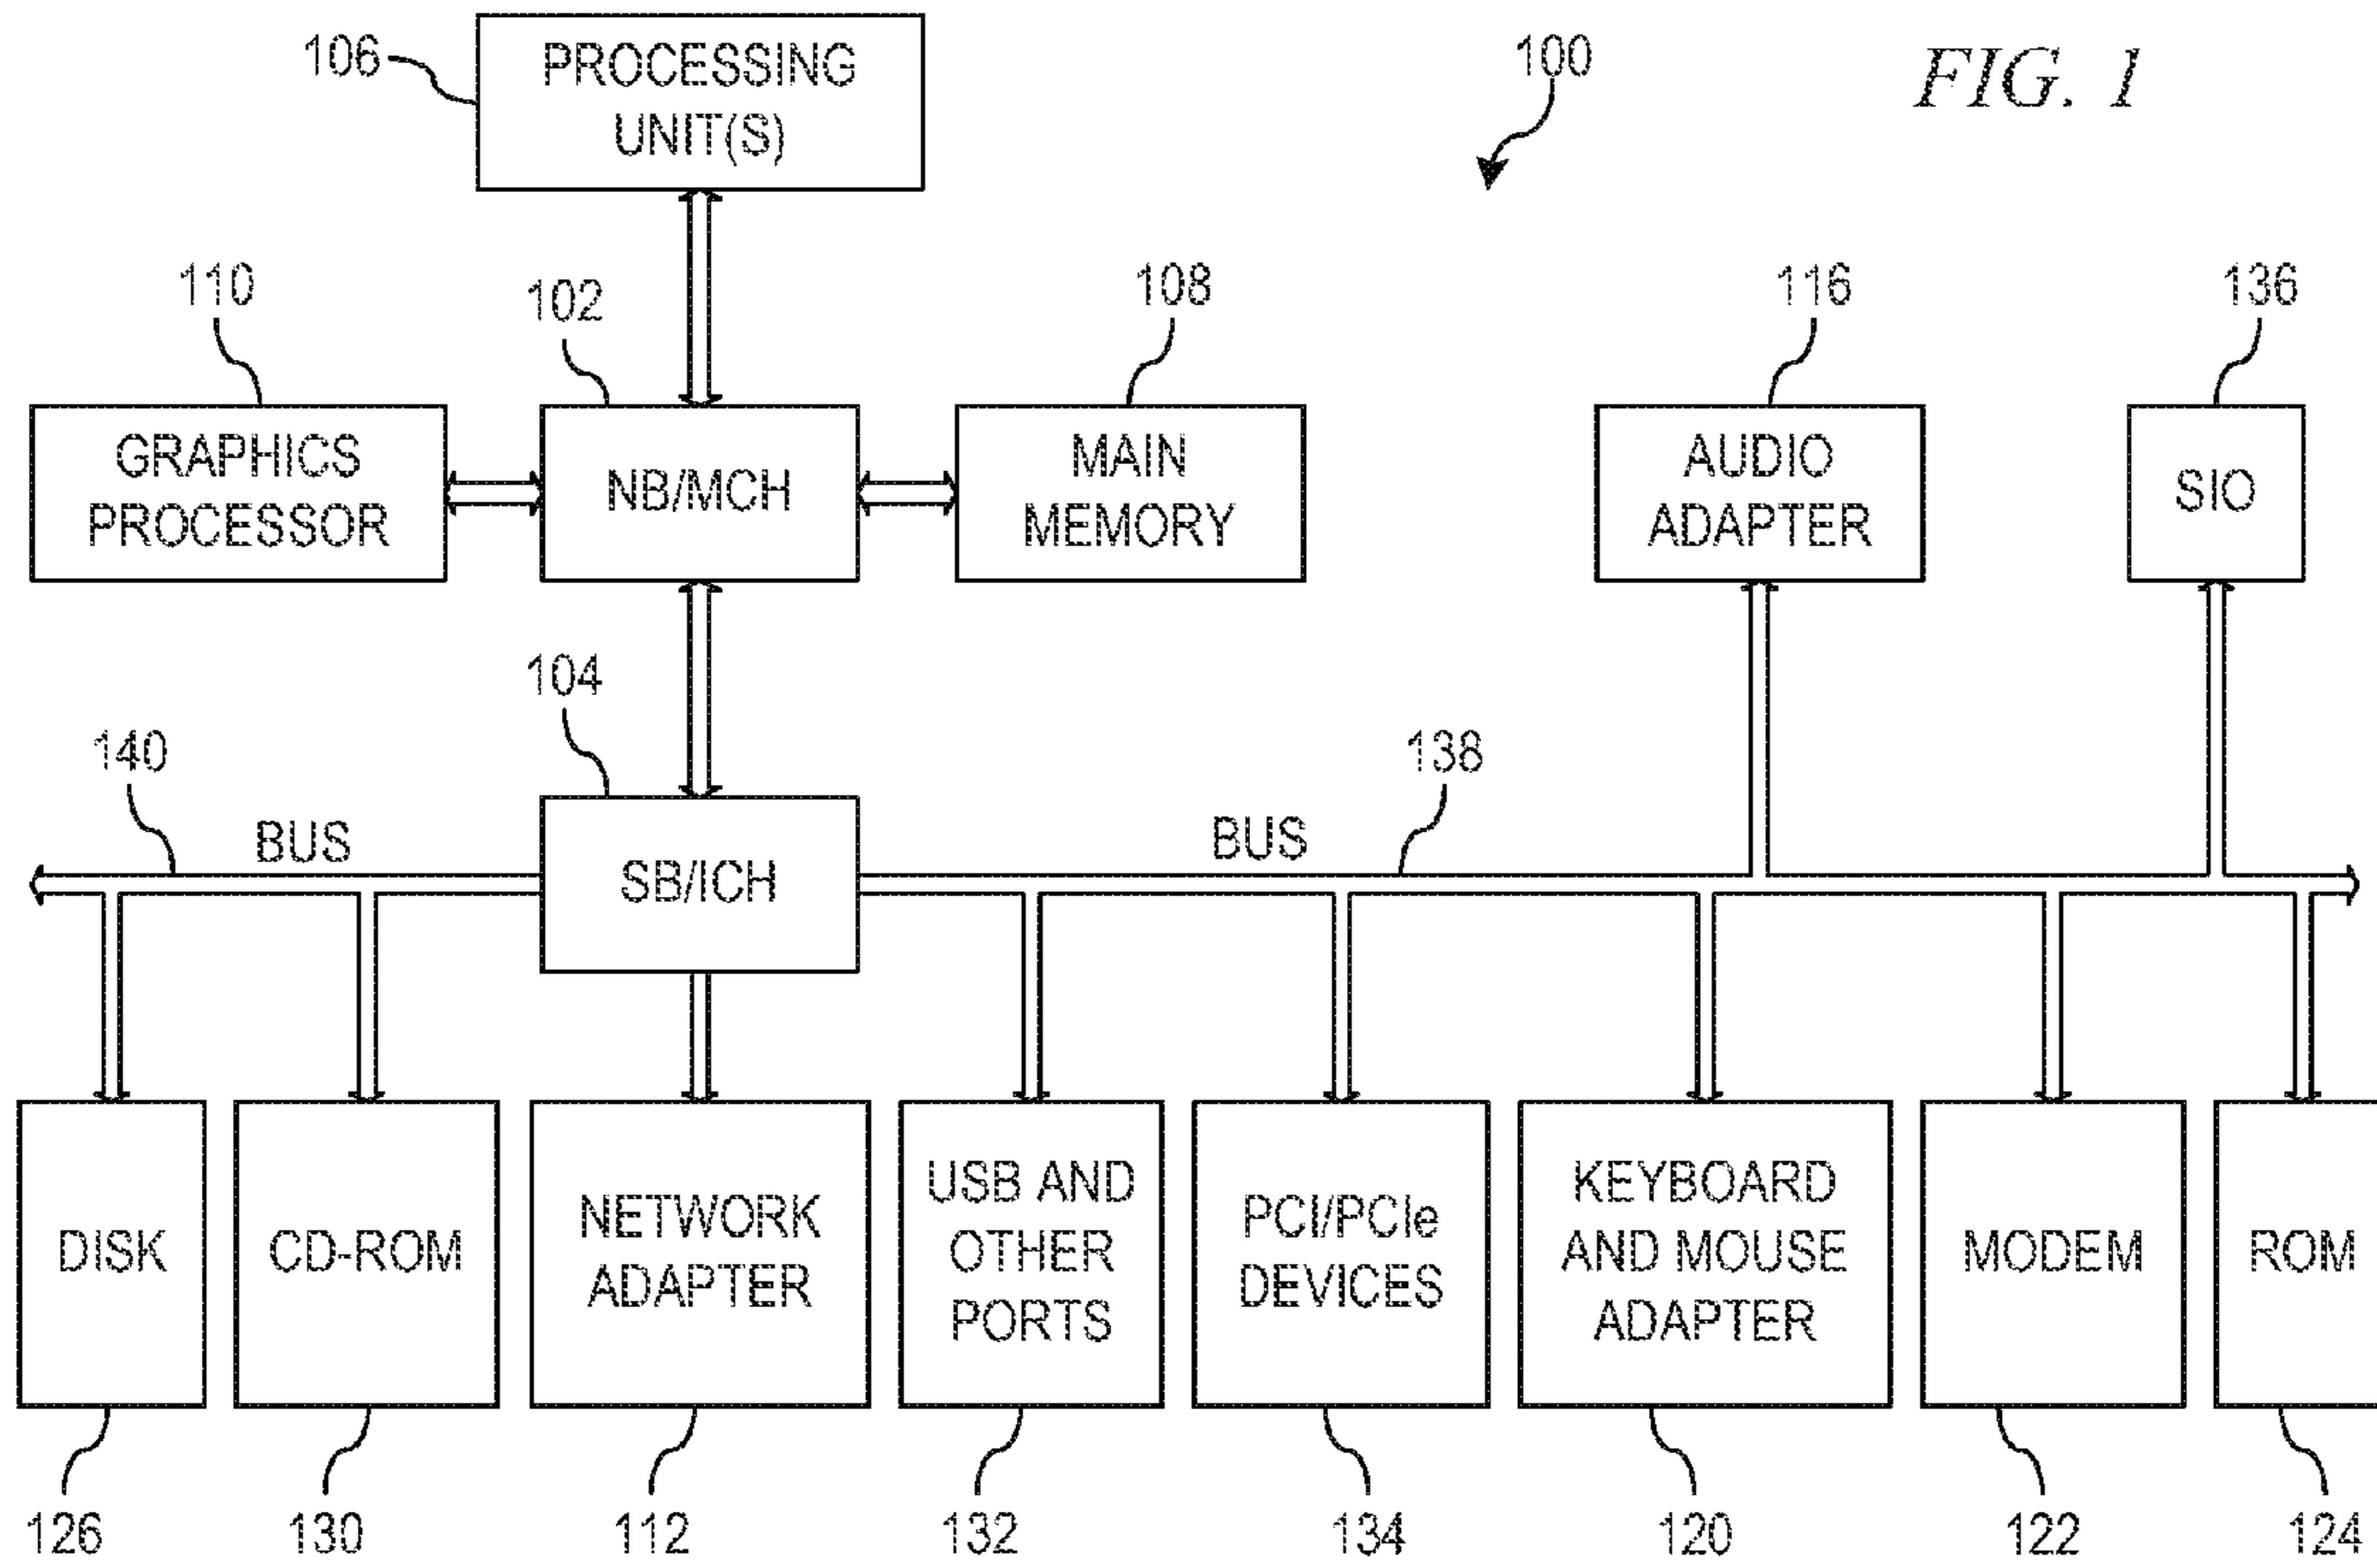 106
PROCESSING
UNIT(S)
100
FIG. 1
110
102
108
116
136
GRAPHICS
PROCESSOR
NB/MCH
MAIN
MEMORY
AUDIO
ADAPTER
SIO
104
140
BUS
SB/ICH
BUS
138
DISK
CD-ROM
NETWORK
ADAPTER
USB AND
OTHER
PORTS
PCI/PCIe
DEVICES
KEYBOARD
AND MOUSE
ADAPTER
MODEM
ROM
126
130
112
132
134
120
122
124